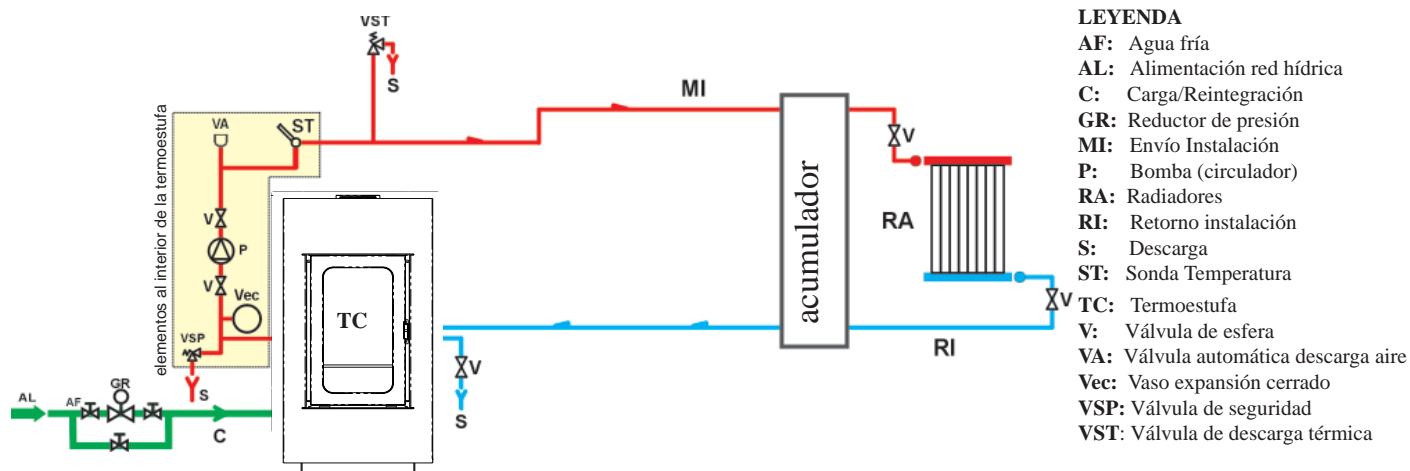 VST
S
MI
VA
ST
elementos al interior de la termoestufa
V
P
V
Vec
VSP
S
TC
acumulador
V
RA
V
RI
V
S
AL
AF
GR
C
LEYENDA
AF: Agua fría
AL: Alimentación red hídrica
C: Carga/Reintegración
GR: Reductor de presión
MI: Envío Instalación
P: Bomba (circulador)
RA: Radiadores
RI: Retorno instalación
S: Descarga
ST: Sonda Temperatura
TC: Termoestufa
V: Válvula de esfera
VA: Válvula automática descarga aire
Vec: Vaso expansión cerrado
VSP: Válvula de seguridad
VST: Válvula de descarga térmica